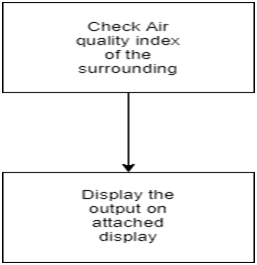 Check Air
quality index
of the
surrounding
Display the
output on
attached
display